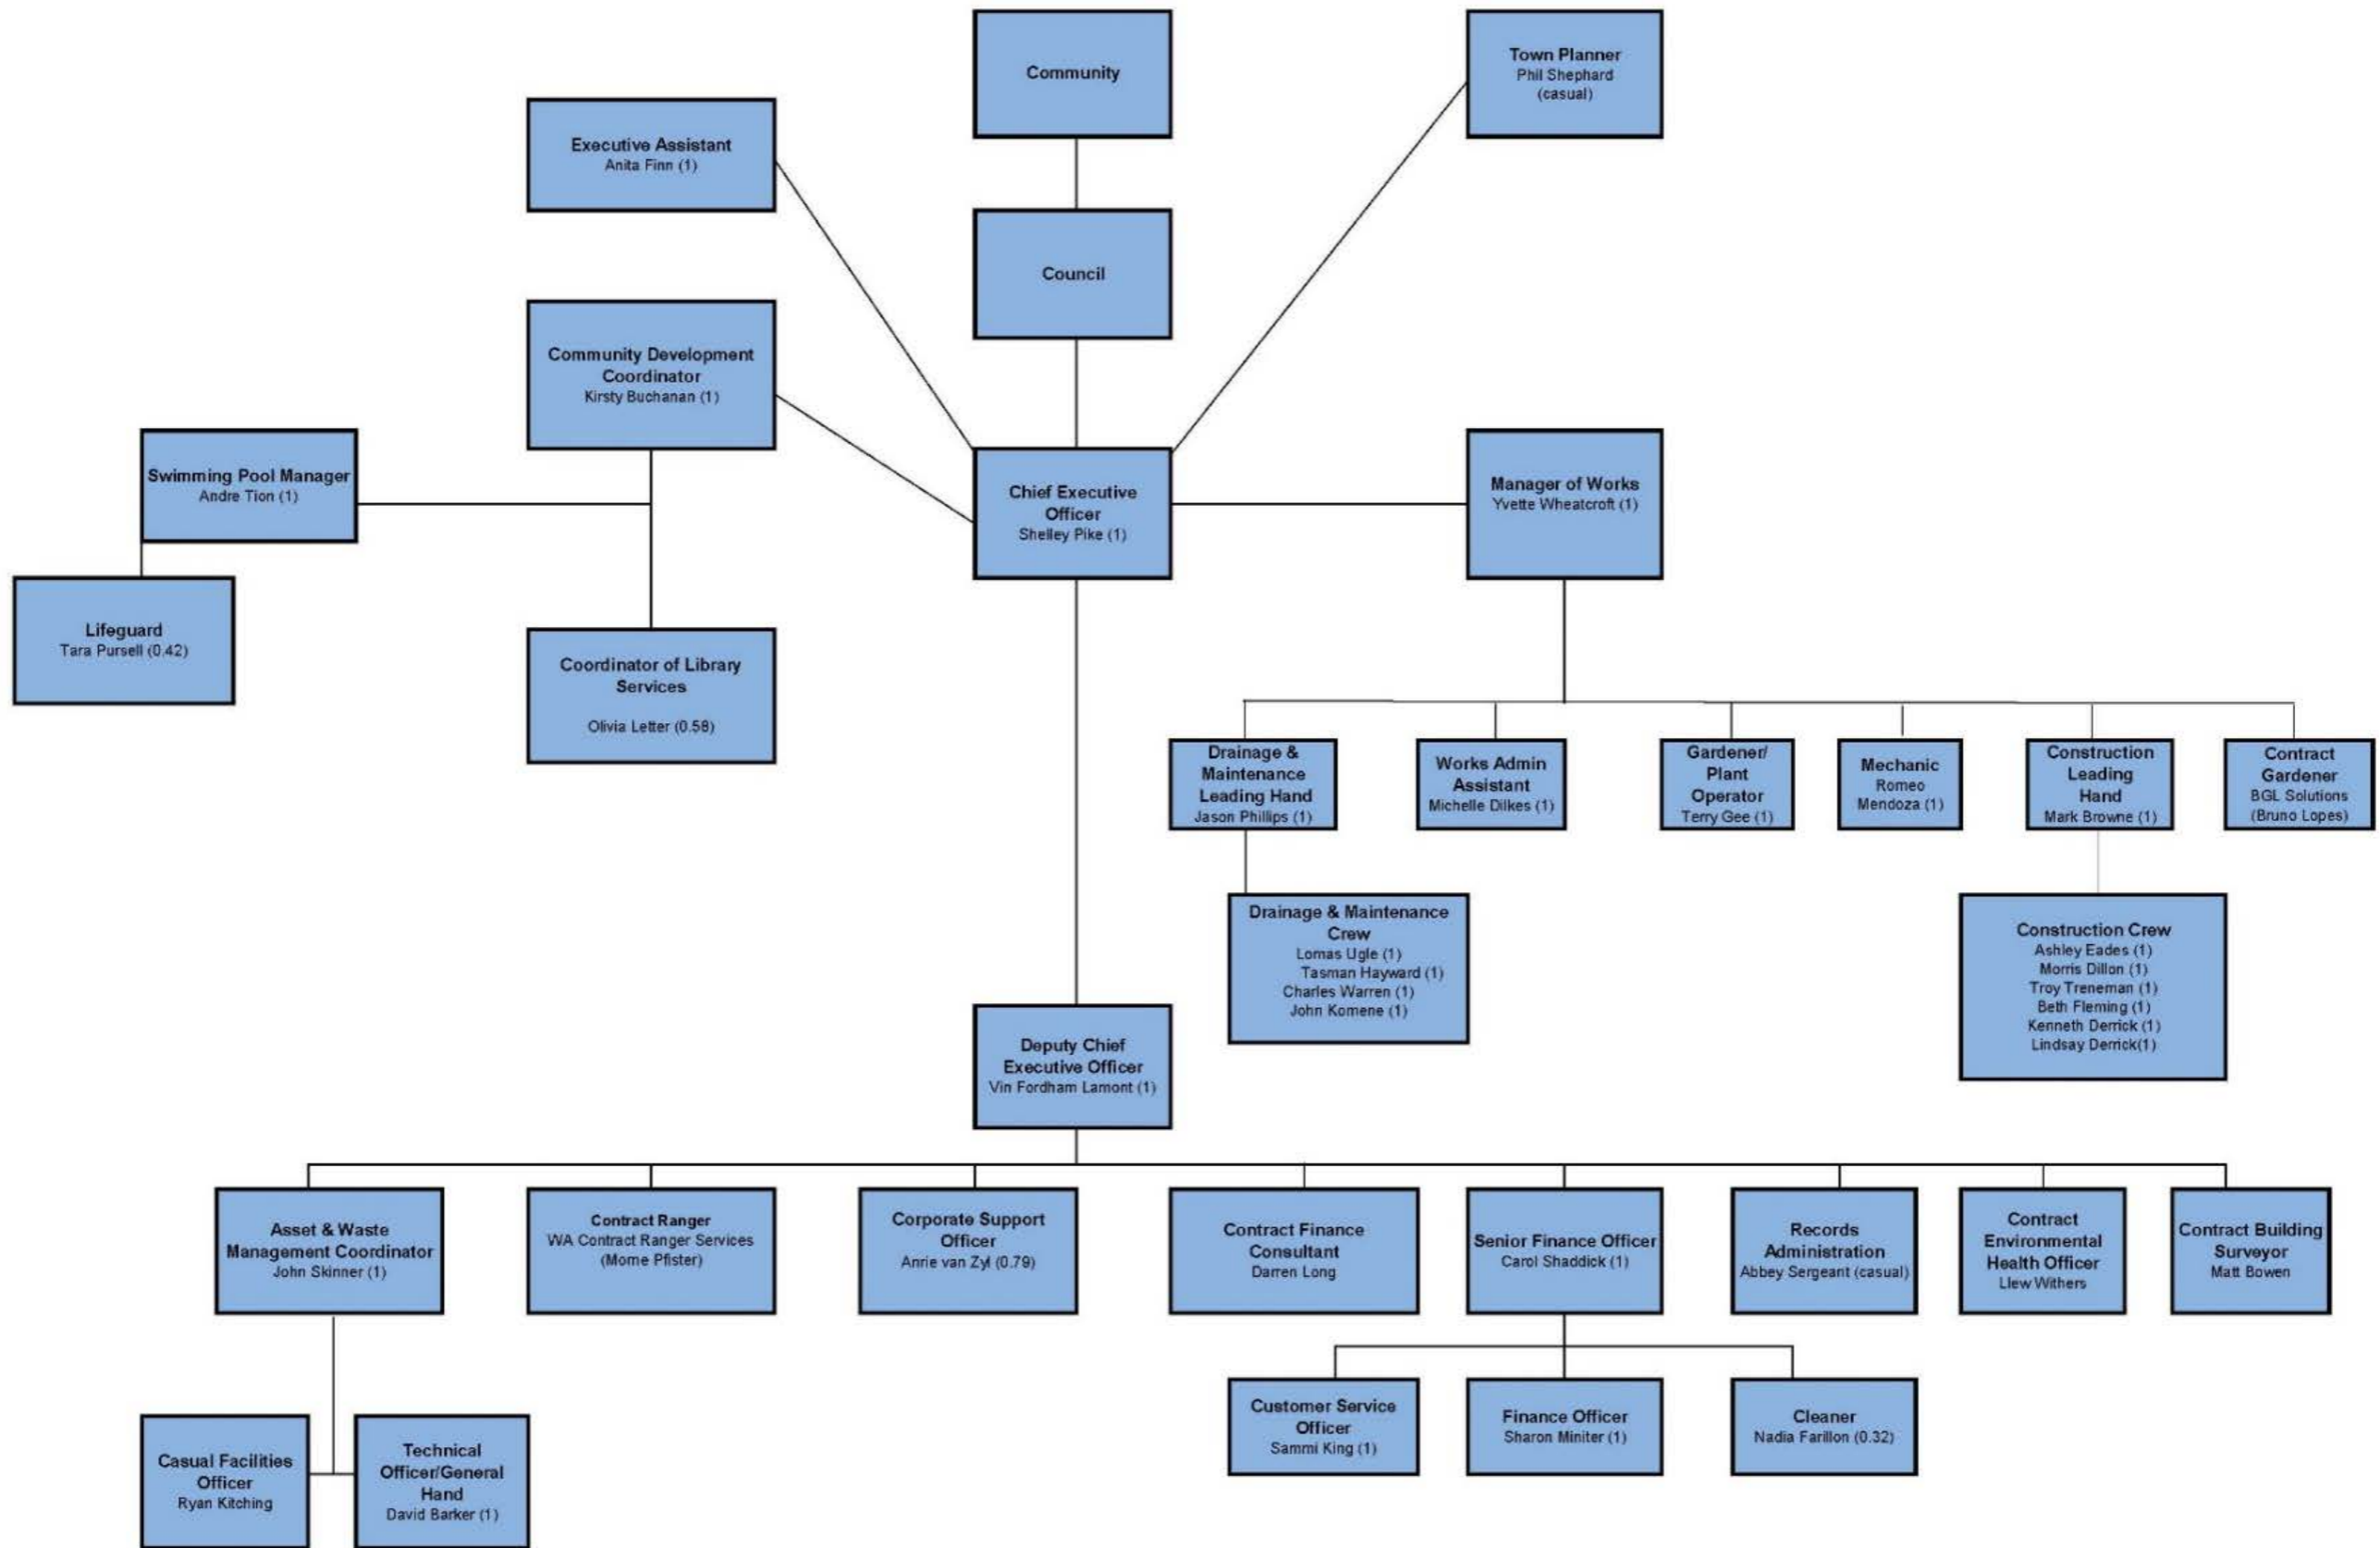 Community
Town Planner
Phil Shephard
(casual)
Executive Assistant
Anita Finn (1)
Council
Community Development
Coordinator
Kirsty Buchanan (1)
Swimming Pool Manager
Andre Tion (1)
Chief Executive
Officer
Shelley Pike (1)
Manager of Works
Yvette Wheatcroft (1)
Lifeguard
Tara Pursell (0.42)
Coordinator of Library
Services
Olivia Letter (0.58)
Drainage &
Maintenance
Leading Hand
Jason Phillips (1)
Works Admin
Assistant
Michelle Dilkes (1)
Gardener/
Plant
Operator
Terry Gee (1)
Mechanic
Romeo
Mendoza (1)
Construction
Leading
Hand
Mark Browne (1)
Contract
Gardener
BGL Solutions
(Bruno Lopes)
Drainage & Maintenance
Crew
Lomas Ugle (1)
Tasman Hayward (1)
Charles Warren (1)
John Komene (1)
Construction Crew
Ashley Eades (1)
Morris Dillon (1)
Troy Treneman (1)
Beth Fleming (1)
Kenneth Derrick (1)
Lindsay Derrick(1)
Deputy Chief
Executive Officer
Vin Fordham Lamont (1)
Asset & Waste
Management Coordinator
John Skinner (1)
Contract Ranger
WA Contract Ranger Services
(Morne Pfister)
Corporate Support
Officer
Anrie van Zyl (0.79)
Contract Finance
Consultant
Darren Long
Senior Finance Officer
Carol Shaddick (1)
Records
Administration
Abbey Sergeant (casual)
Contract
Environmental
Health Officer
Llew Withers
Contract Building
Surveyor
Matt Bowen
Casual Facilities
Officer
Ryan Kitching
Technical
Officer/General
Hand
David Barker (1)
Customer Service
Officer
Sammi King (1)
Finance Officer
Sharon Miniter (1)
Cleaner
Nadia Farillon (0.32)